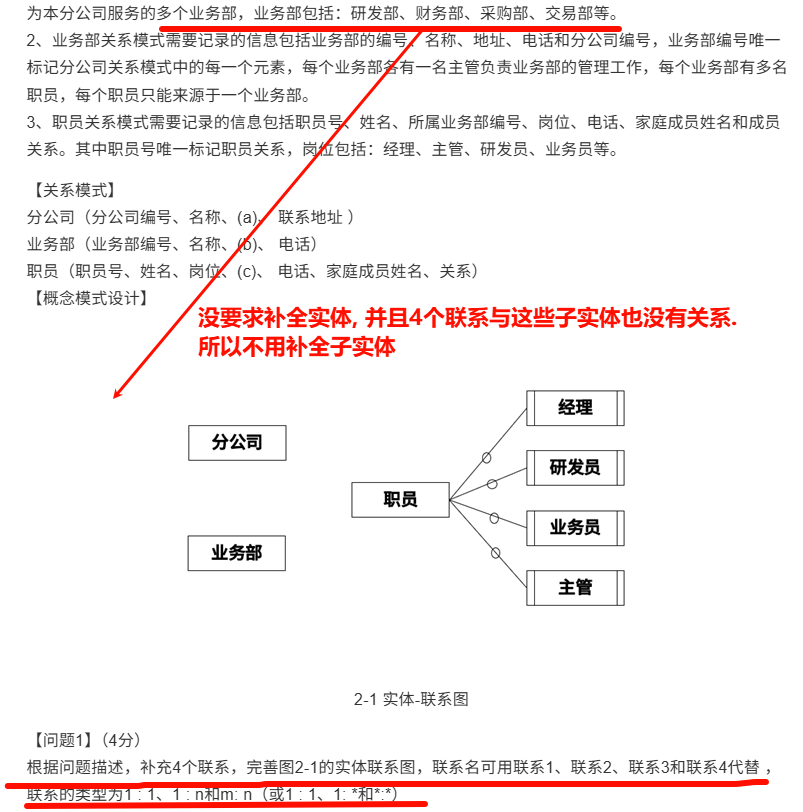 为本分公司服务的多个业务部，业务部包括：研发部、财务部、采购部、交易部等。
2、业务部关系模式需要记录的信息包括业务部的编号、名称、地址、电话和分公司编号，业务部编号唯一
标记分公司关系模式中的每一个元素，每个业务部各有一名主管负责业务部的管理工作，每个业务部有多名
职员，每个职员只能来源于一个业务部。
3、职员关系模式需要记录的信息包括职员号、姓名、所属业务部编号、岗位、电话、家庭成员姓名和成员
关系。其中职员号唯一标记职员关系，岗位包括：经理、主管、研发员、业务员等。
【关系模式】
分公司（分公司编号、名称、(a)、 联系地址 ）
业务部（业务部编号、名称、(b)、 电话）
职员（职员号、姓名、岗位、(c)、 电话、家庭成员姓名、关系）
【概念模式设计】
没要求补全实体, 并且4个联系与这些子实体也没有关系.
所以不用补全子实体
经理
分公司
研发员
职员
业务员
业务部
主管
2-1 实体-联系图
【问题1】（4分）
根据问题描述，补充4个联系，完善图2-1的实体联系图，联系名可用联系1、联系2、联系3和联系4代替 ，
联系的类型为1 : 1、1 : n和m: n（或1 : 1、1: *和*:*）